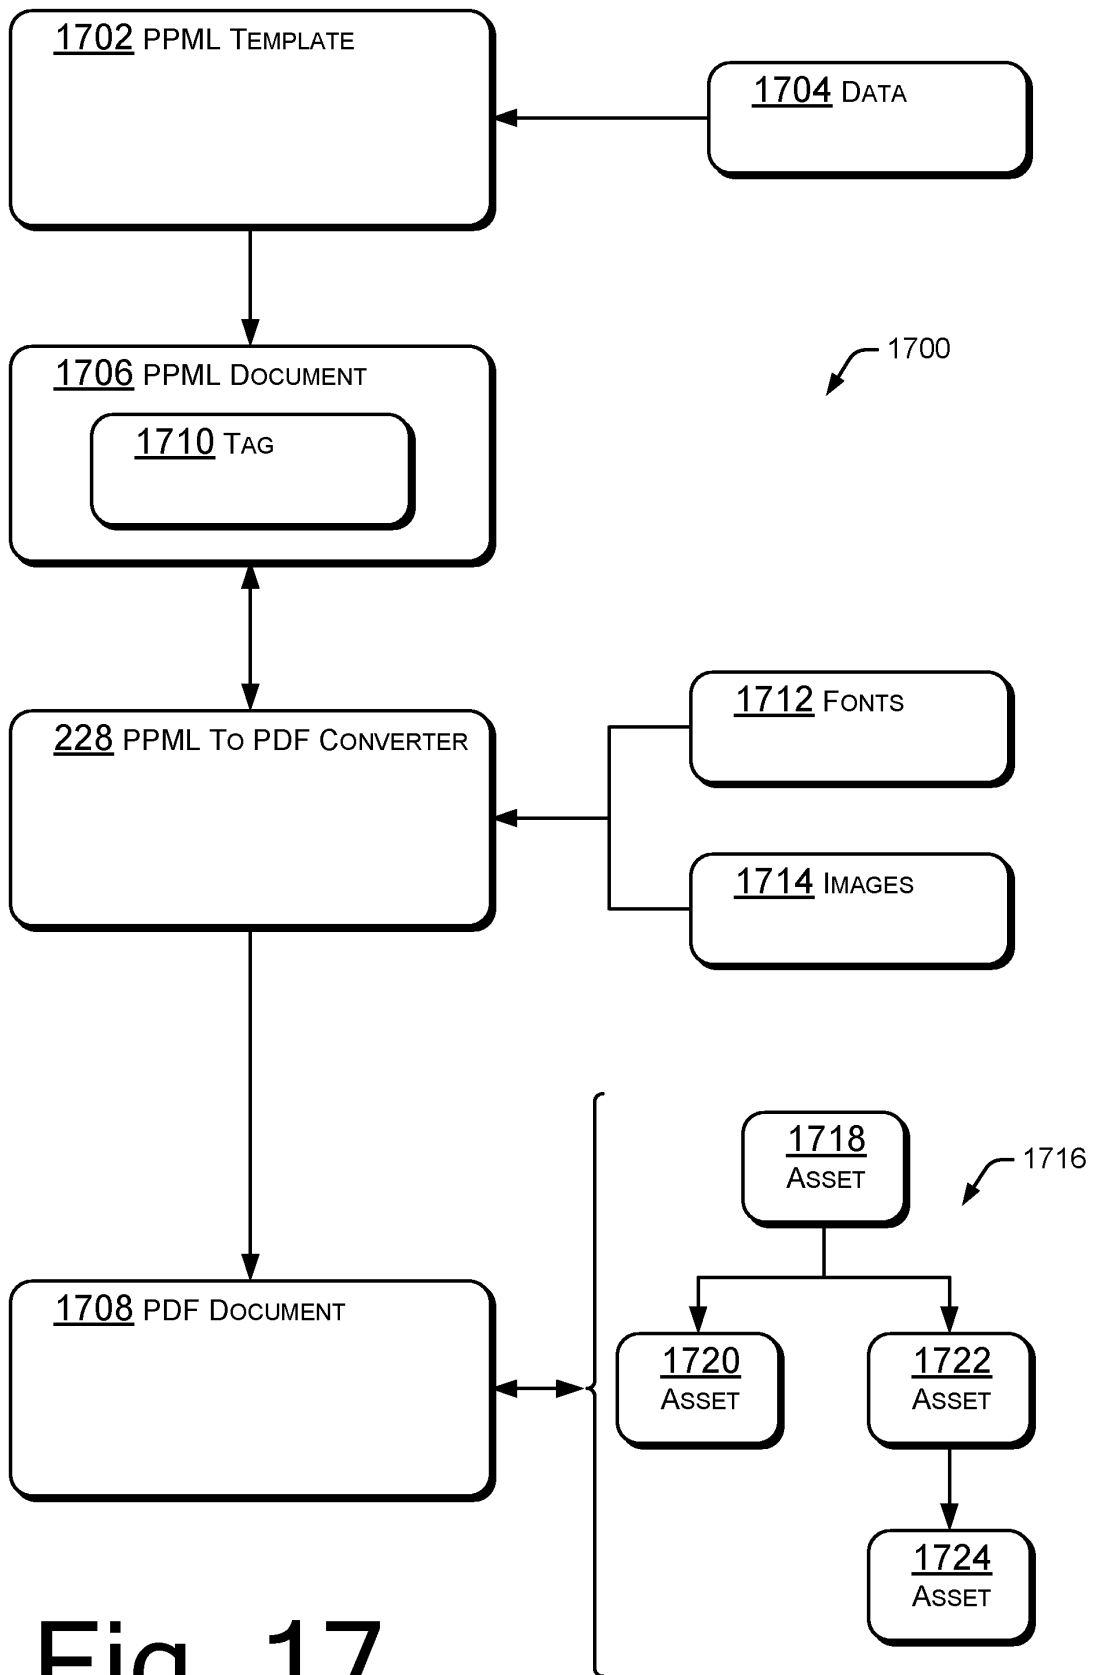 1702 PPML TEMPLATE
1704 DATA
1700
1706 PPML DOCUMENT
1710 TAG
1712 FONTS
228 PPML TO PDF CONVERTER
1714 IMAGES
1718
ASSET
1716
1708 PDF DOCUMENT
1720
ASSET
1722
ASSET
1724
ASSET
Fig. 17